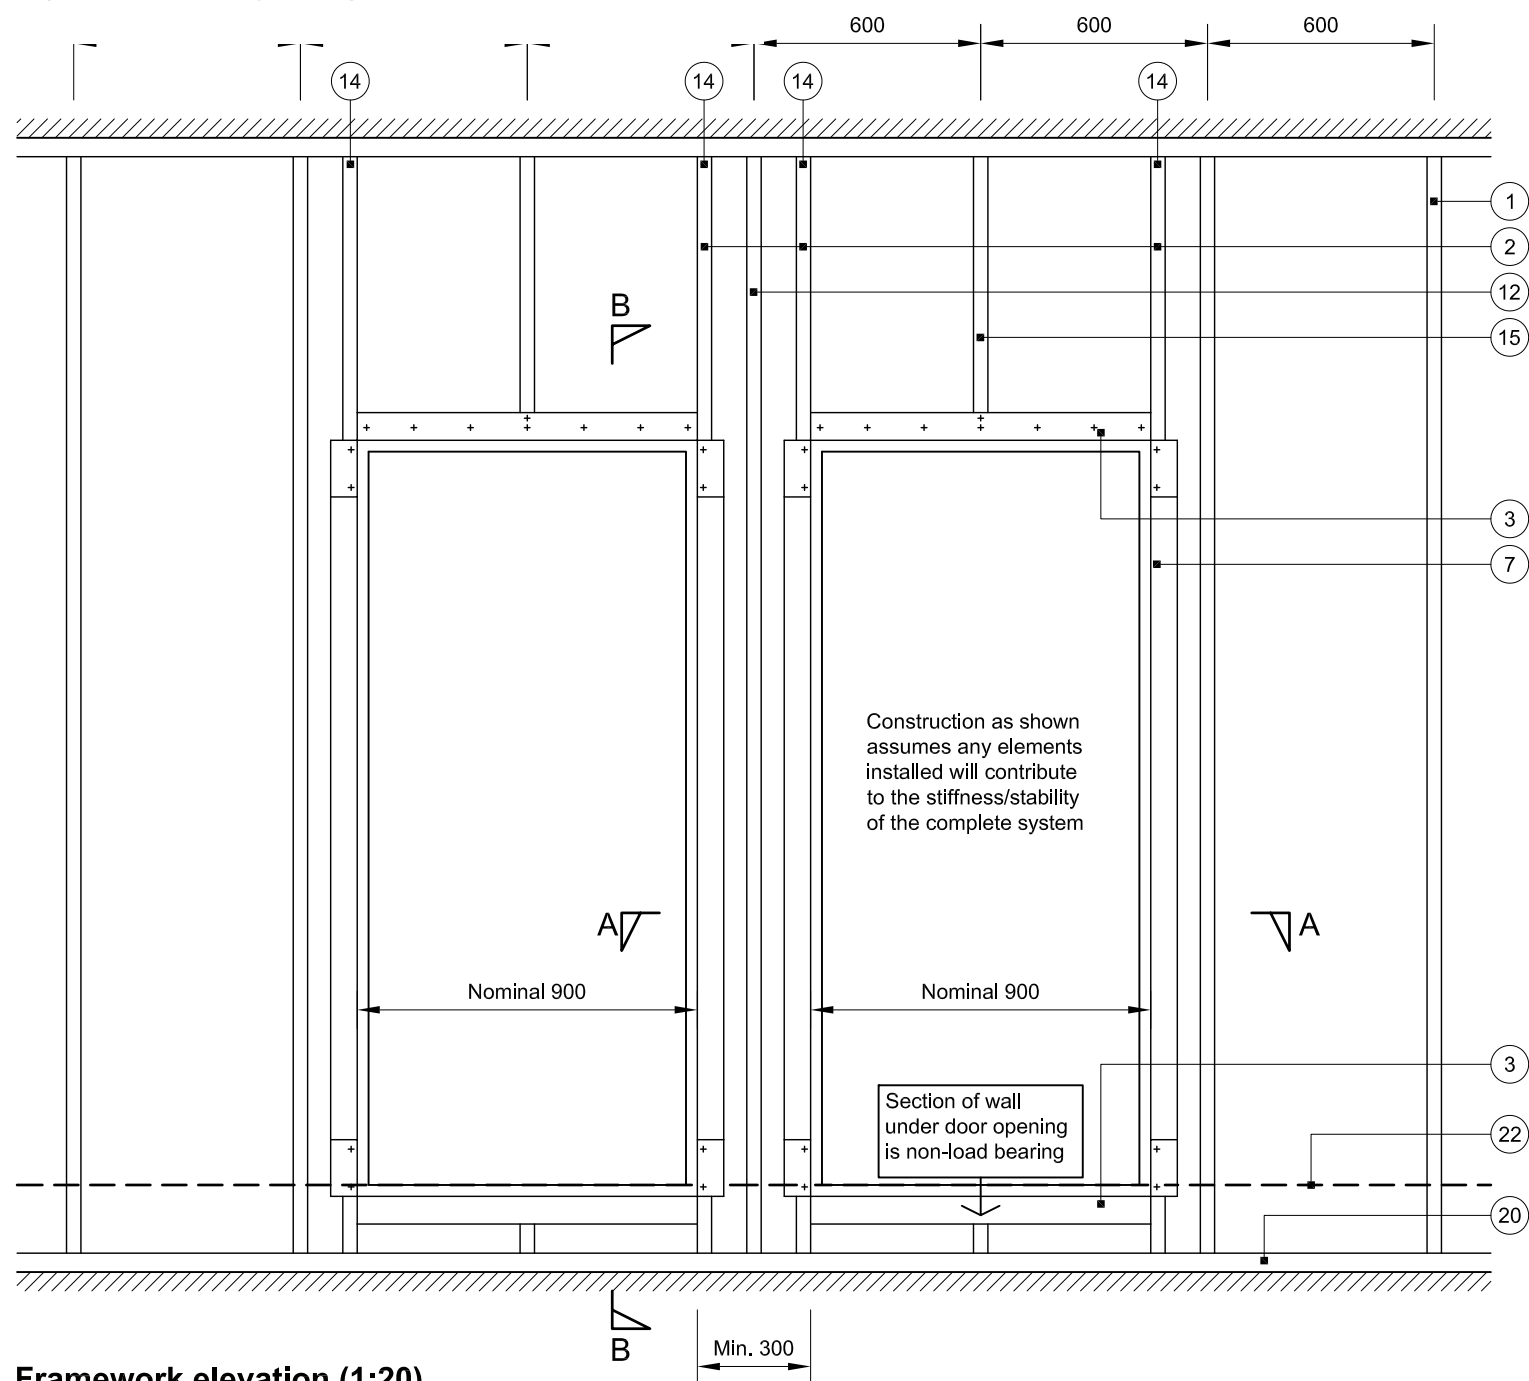 600 600 600
14 14 14 14
1
2
12
15
3
7
B
Construction as shown
assumes any elements
installed will contribute
to the stiffness/stability
of the complete system
A A
Nominal 900 Nominal 900
3
Section of wall
under door opening
is non-load bearing
22
20
B
Min. 300
Framework elevation (1:20)